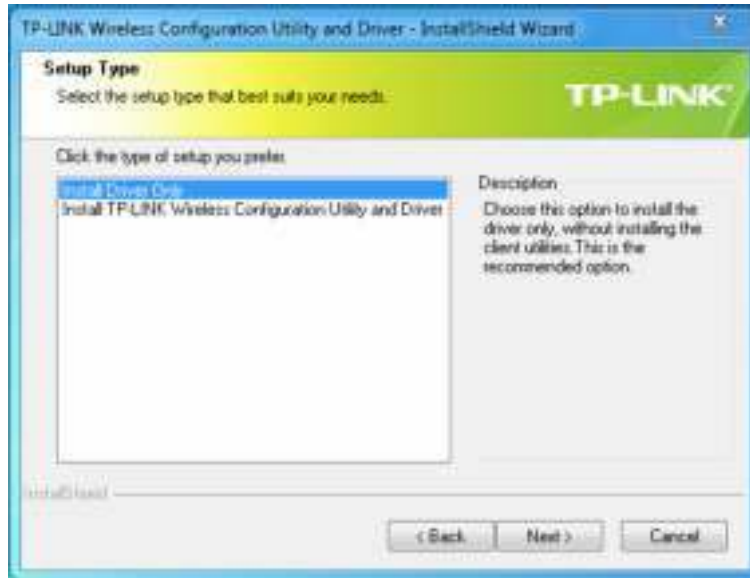 TP-LINK Wireless Configuration Utility and Driver - InstallShield Wizard
Setup Type
Select the setup type that best suits your needs.
TP-LINK
Click the type of setup you prefer.
Install Driver Only
Install TP-LINK Wireless Configuration Utility and Driver
Description
Choose this option to install the
driver only, without installing the
client utilities. This is the
recommended option.
InstallShield
< Back
Next >
Cancel